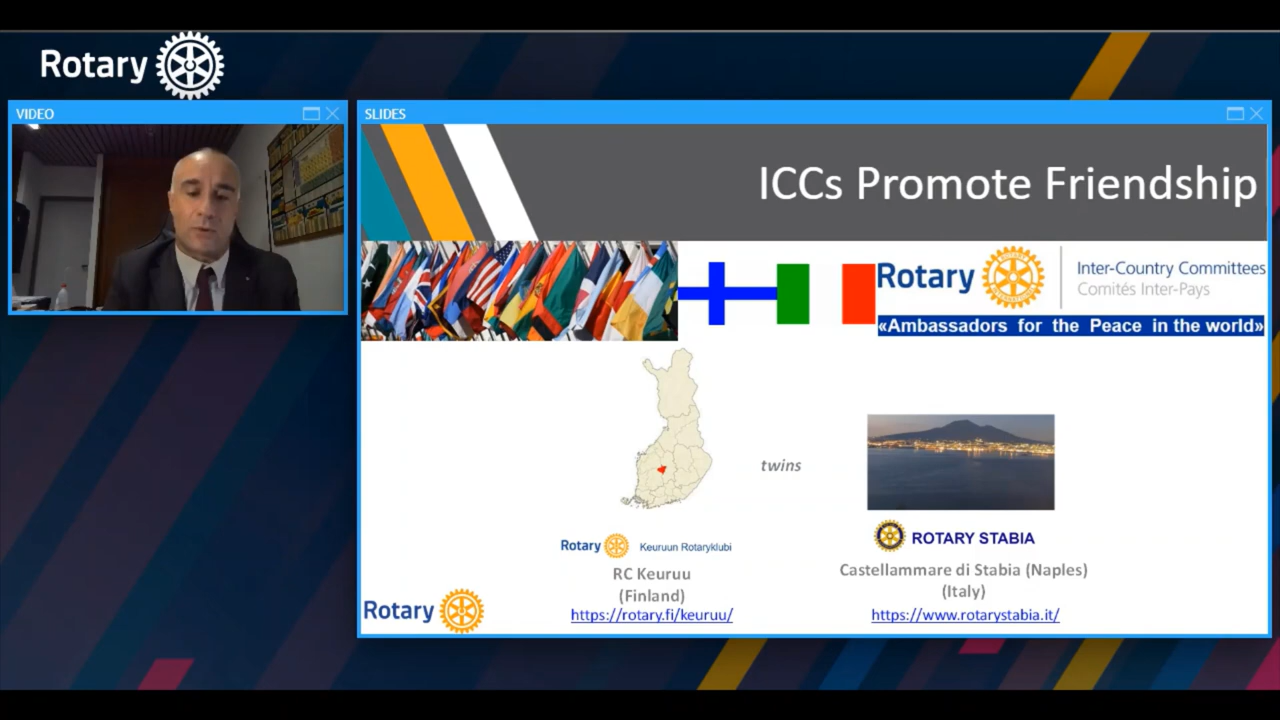 Rotary
VIDEO
SLIDES
ICCs Promote Friendship
Rotary
Inter-Country Committees
Comités Inter-Pays
«Ambassadors for the Peace in the world»
twins
Rotary
Keuruun Rotaryklubi
RC Keuruu
(Finland)
https://rotary.fi/keuruu/
ROTARY STABIA
Castellammare di Stabia (Naples)
(Italy)
https://www.rotarystabia.it/
Rotary